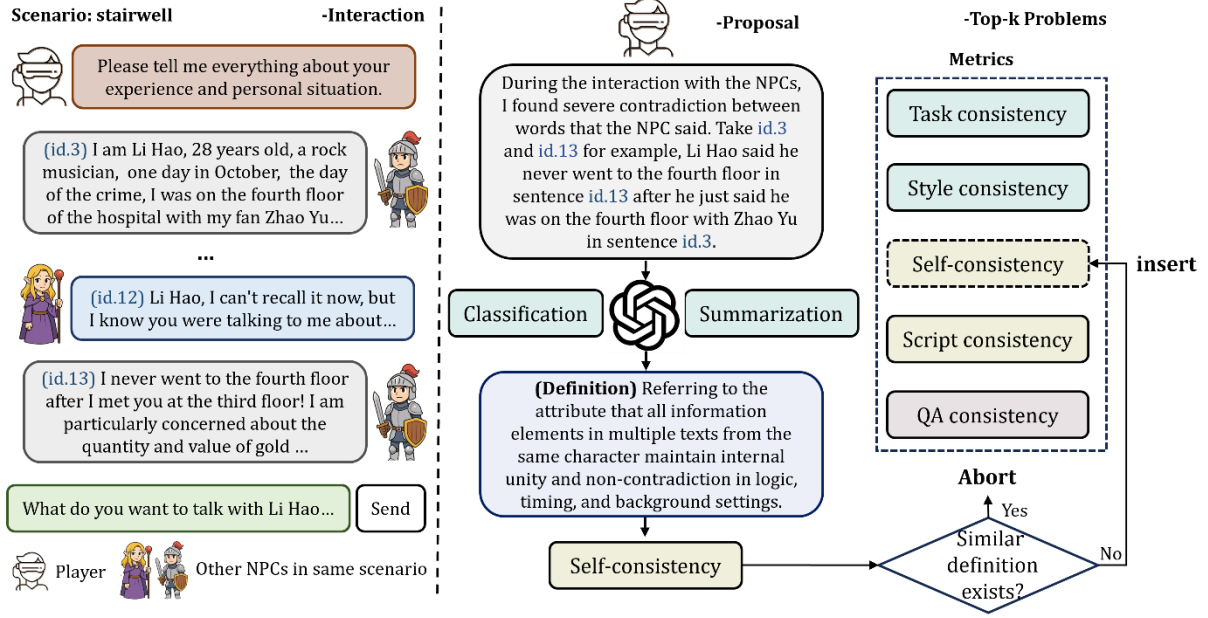 Scenario: stairwell
-Interaction
Please tell me everything about your
experience and personal situation.
(id.3) I am Li Hao, 28 years old, a rock
musician, one day in October, the day
of the crime, I was on the fourth floor
of the hospital with my fan Zhao Yu...
...
(id.12) Li Hao, I can't recall it now, but
I know you were talking to me about...
(id.13) I never went to the fourth floor
after I met you at the third floor! I am
particularly concerned about the
quantity and value of gold ...
What do you want to talk with Li Hao...
Send
Player
Other NPCs in same scenario
-Proposal
During the interaction with the NPCs,
I found severe contradiction between
words that the NPC said. Take id.3
and id.13 for example, Li Hao said he
never went to the fourth floor in
sentence id.13 after he just said he
was on the fourth floor with Zhao Yu
in sentence id.3.
Classification
Summarization
(Definition) Referring to the
attribute that all information
elements in multiple texts from the
same character maintain internal
unity and non-contradiction in logic,
timing, and background settings.
Self-consistency
-Top-k Problems
Metrics
Task consistency
Style consistency
Self-consistency
insert
Script consistency
QA consistency
Abort
Yes
Similar
definition
exists?
No